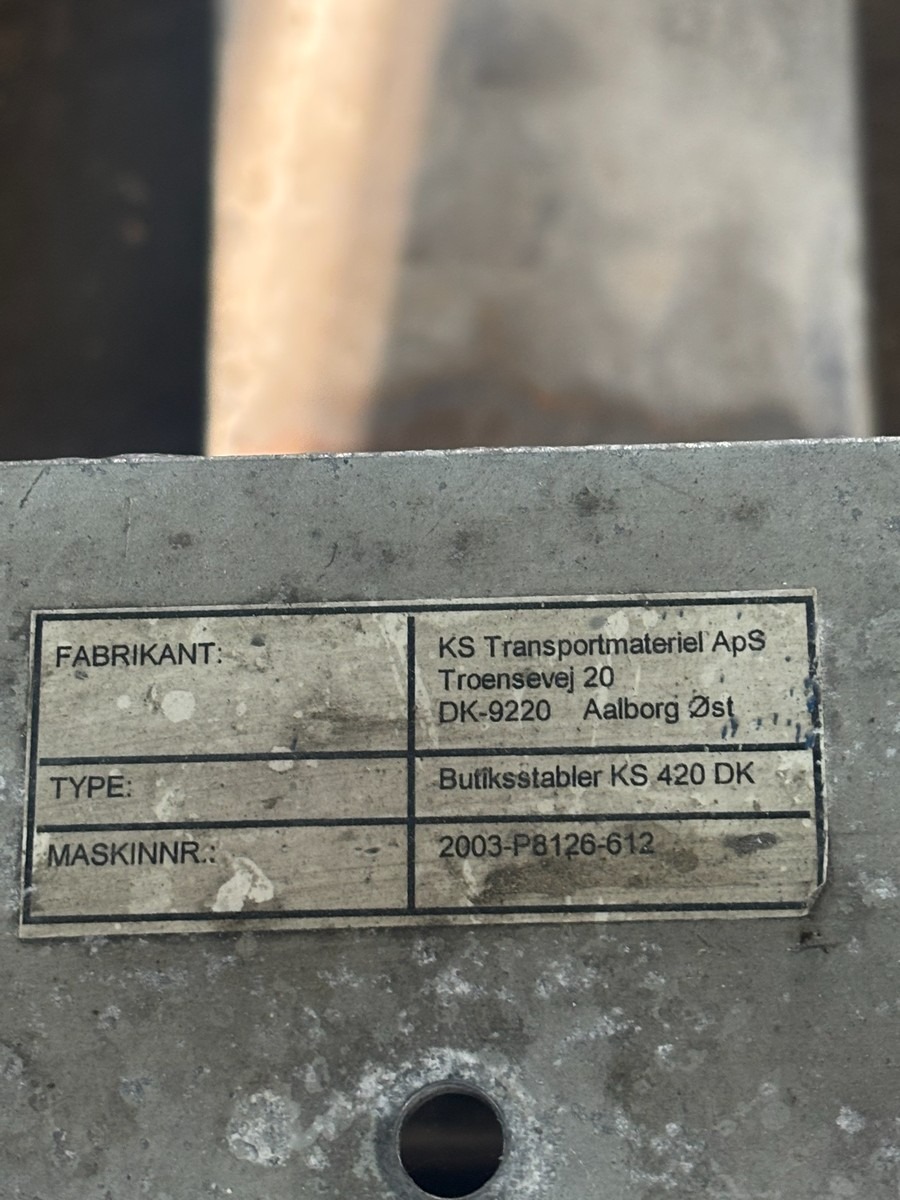 FABRIKANT:
KS Transportmateriel ApS
Troensevej 20
DK-9220 Aalborg Øst
TYPE:
Butiksstabler KS 420 DK
MASKINNR.:
2003-P8126-612